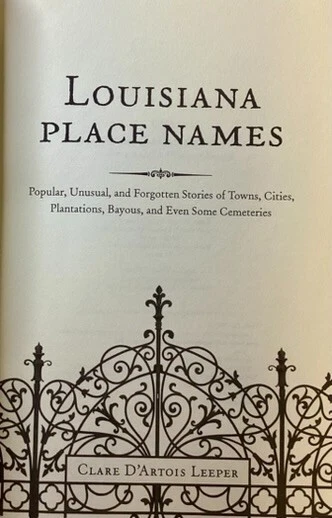 LOUISIANA
PLACE NAMES
Popular, Unusual, and Forgotten Stories of Towns, Cities,
Plantations, Bayous, and Even Some Cemeteries
CLARE D'ARTOIS LEEPER